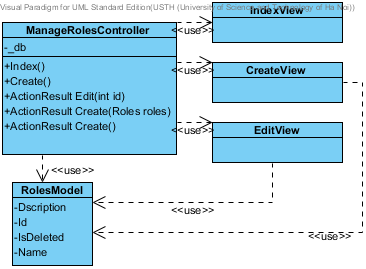 Visual Paradigm for UML Standard Edition(USTH (University of Science and Technology of Ha Noi))
IndexView
<<use>>
ManageRolesController
-_db
+Index()
+Create()
+ActionResult Edit(int id)
+ActionResult Create(Roles roles)
+ActionResult Create()
<<use>>
CreateView
<<use>>
EditView
<<use>>
RolesModel
-Dscription
-Id
-IsDeleted
-Name
<<use>>
<<use>>